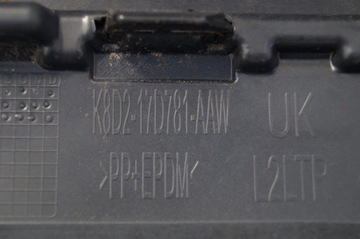 K8D2-17D781-AAW UK
>PP+EPDM< L2LTP